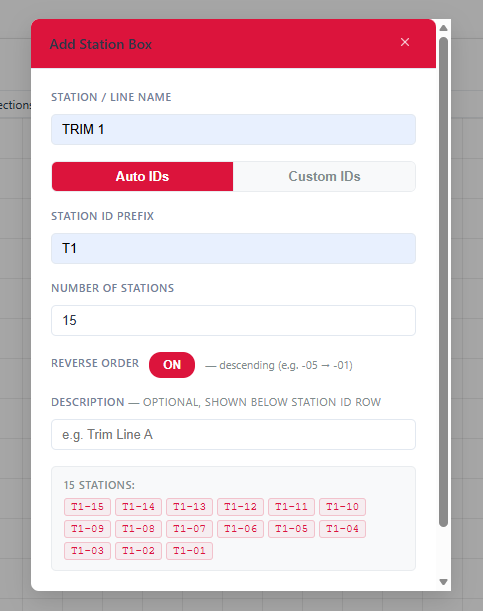 Add Station Box ×
ections
STATION / LINE NAME
TRIM 1
Auto IDs Custom IDs
STATION ID PREFIX
T1
NUMBER OF STATIONS
15
REVERSE ORDER ON — descending (e.g. -05 → -01)
DESCRIPTION — OPTIONAL, SHOWN BELOW STATION ID ROW
e.g. Trim Line A
15 STATIONS:
T1-15 T1-14 T1-13 T1-12 T1-11 T1-10
T1-09 T1-08 T1-07 T1-06 T1-05 T1-04
T1-03 T1-02 T1-01